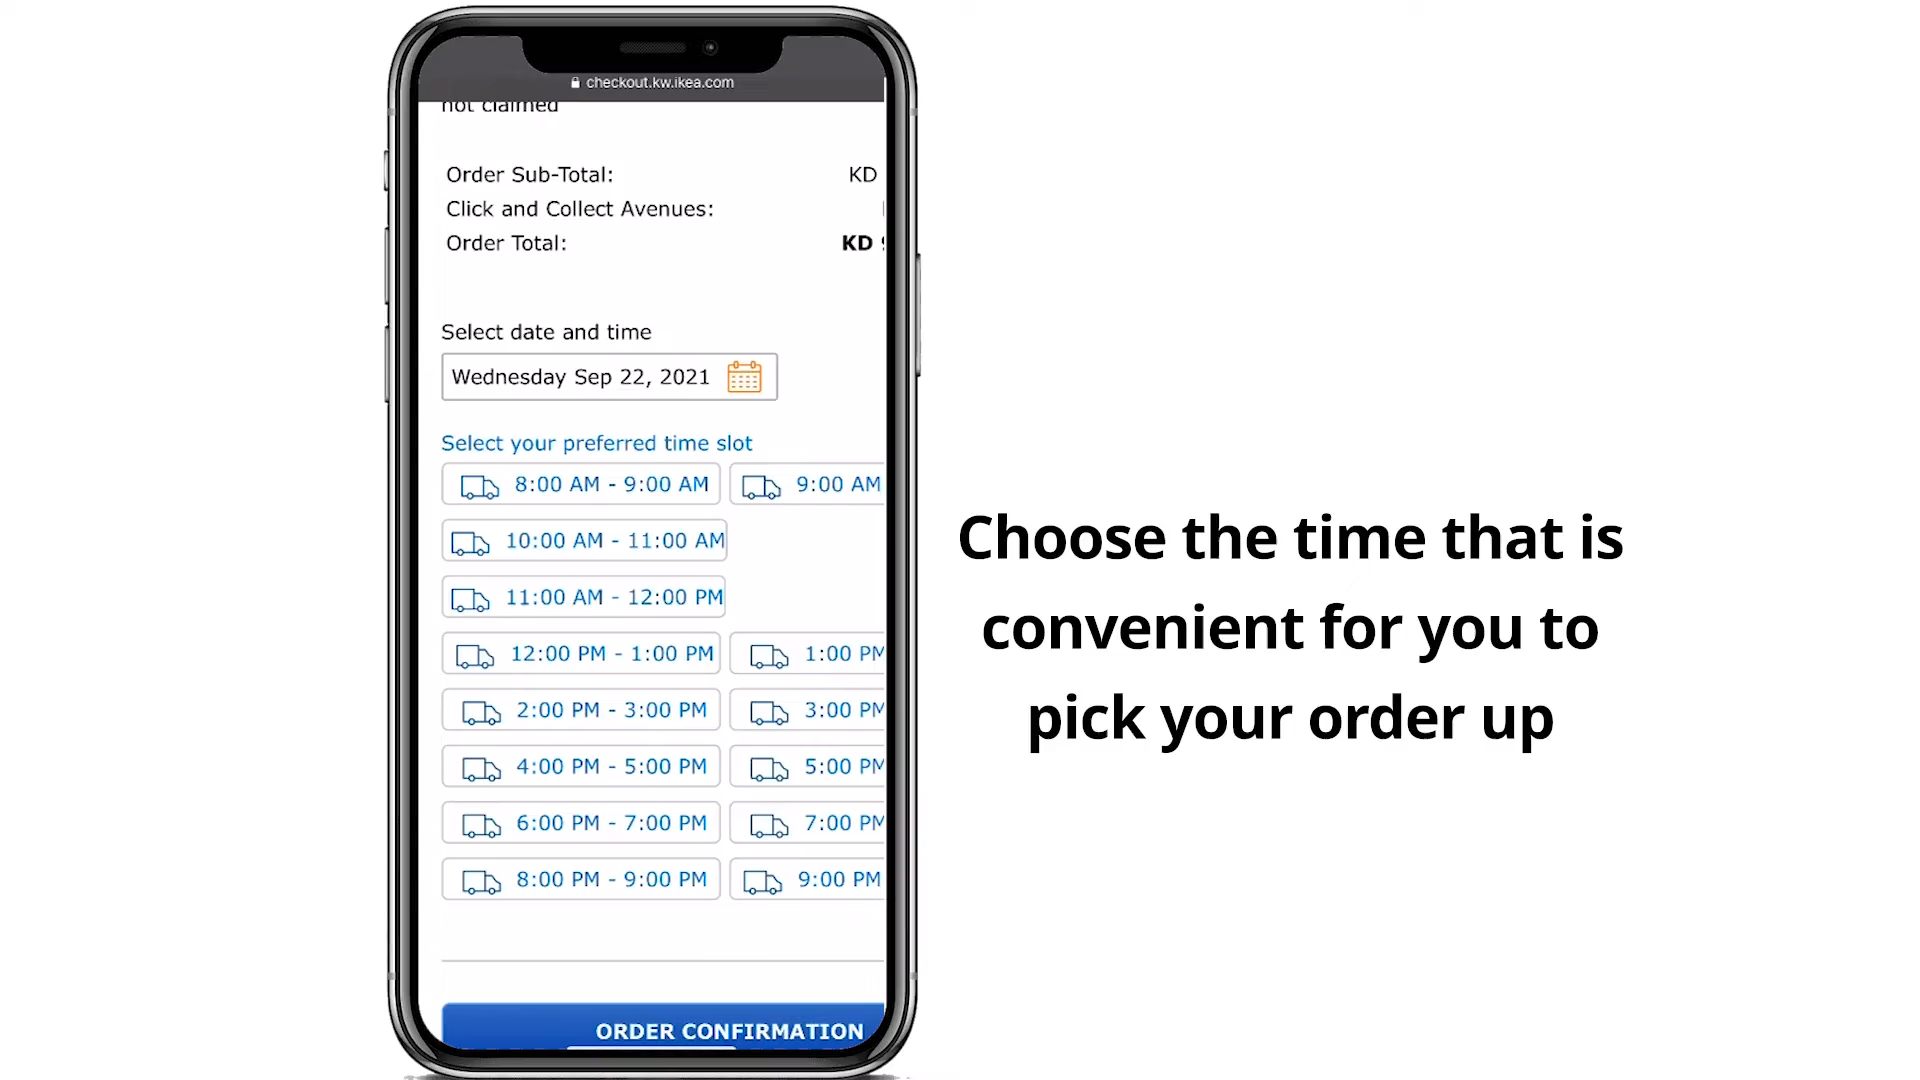 checkout.kw.ikea.com
not claimed
Order Sub-Total: KD
Click and Collect Avenues:
Order Total: KD
Select date and time
Wednesday Sep 22, 2021
Select your preferred time slot
8:00 AM - 9:00 AM 9:00 AM
10:00 AM - 11:00 AM
11:00 AM - 12:00 PM
12:00 PM - 1:00 PM 1:00 PM
2:00 PM - 3:00 PM 3:00 PM
4:00 PM - 5:00 PM 5:00 PM
6:00 PM - 7:00 PM 7:00 PM
8:00 PM - 9:00 PM 9:00 PM
ORDER CONFIRMATION
Choose the time that is
convenient for you to
pick your order up